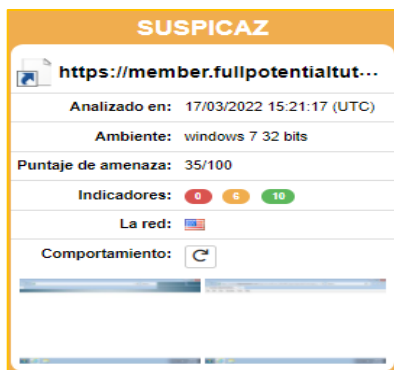 SUSPICAZ
https://member.fullpotentialtut...
Analizado en: 17/03/2022 15:21:17 (UTC)
Ambiente: windows 7 32 bits
Puntaje de amenaza: 35/100
Indicadores: 0 6 10
La red:
Comportamiento: